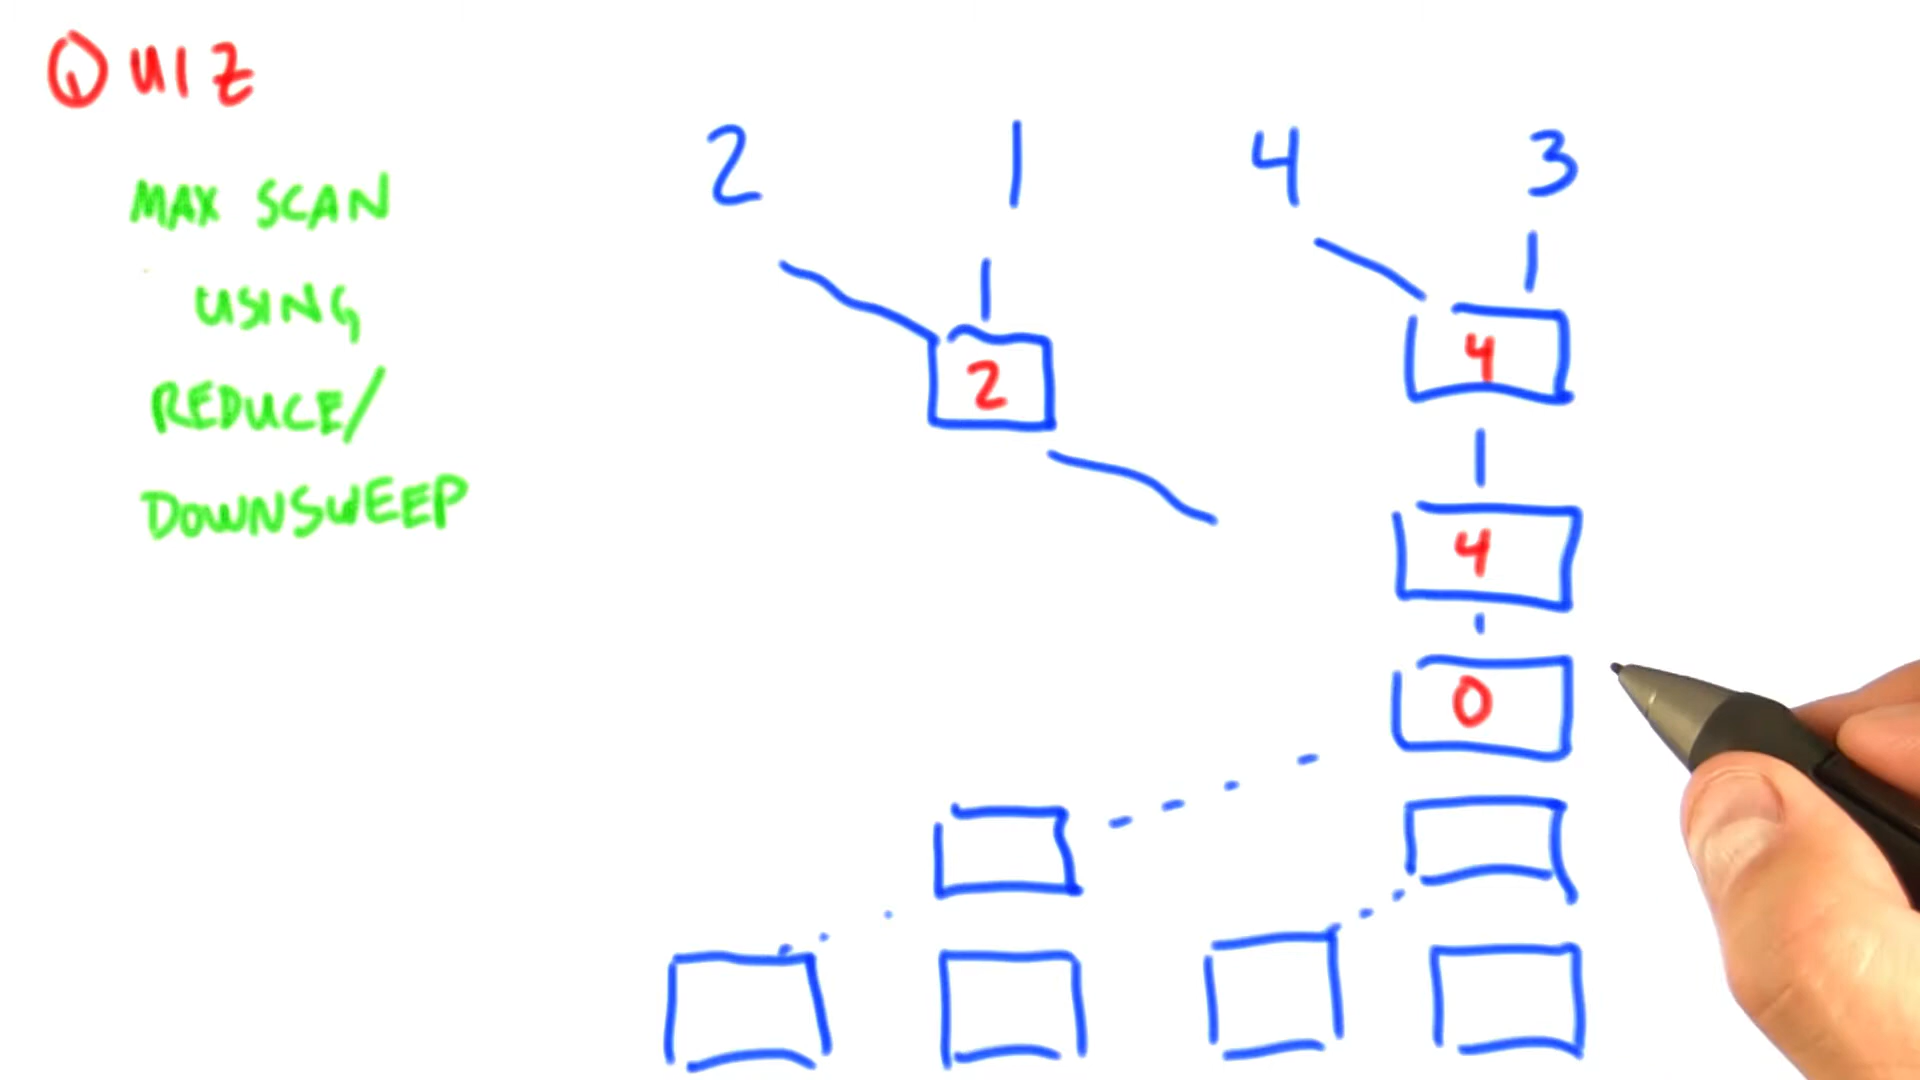 QUIZ
MAX SCAN
USING
REDUCE/
DOWNSWEEP
2 1 4 3
2 4
4
0